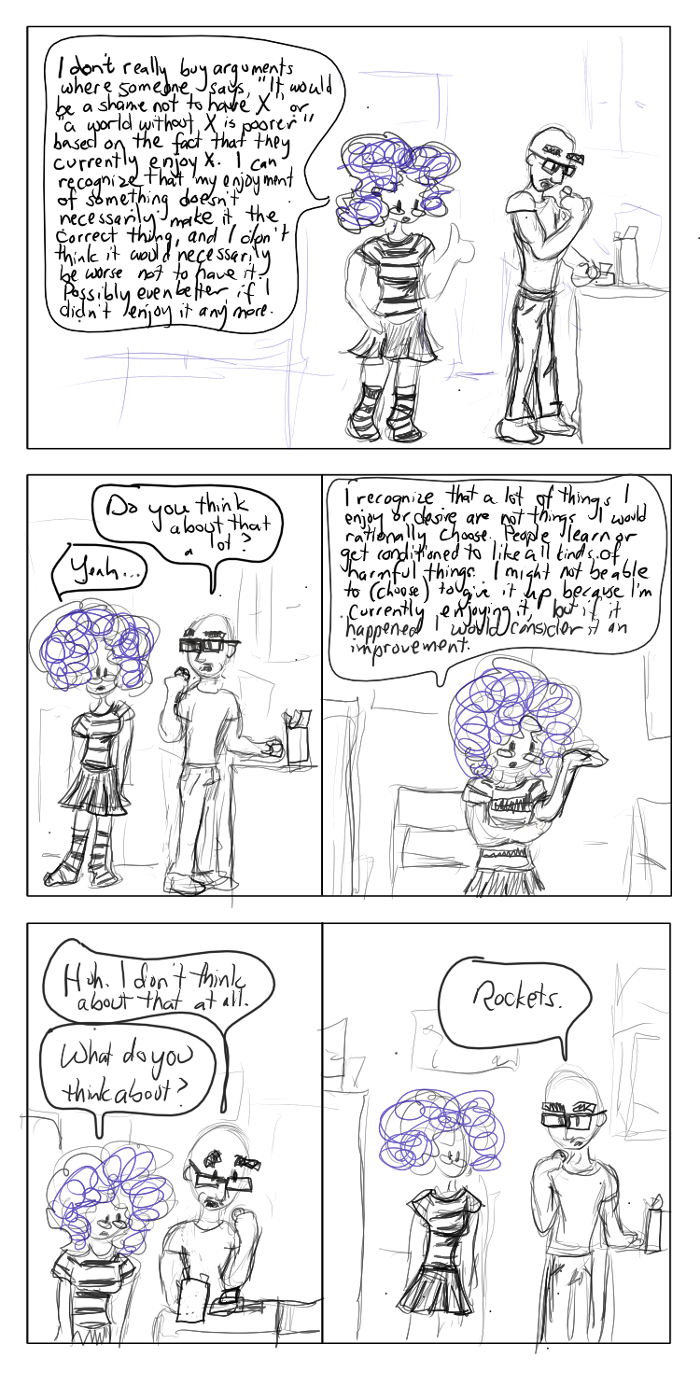 I don't really buy arguments
where someone says, "It would
be a shame not to have X" or
"a world without X is poorer"
based on the fact that they
currently enjoy X. I can
recognize that my enjoyment
of something doesn't
necessarily make it the
correct thing, and I don't
think it would necessarily
be worse not to have it.
Possibly even better if I
didn't enjoy it any more.
Do you think
about that
a lot?
Yeah...
I recognize that a lot of things I
enjoy or desire are not things I would
rationally choose. People learn or
get conditioned to like all kinds of
harmful things. I might not be able
to (choose) to give it up because I'm
currently enjoying it, but if it
happened I would consider it an
improvement.
Huh. I don't think
about that at all.
What do you
think about?
Rockets.